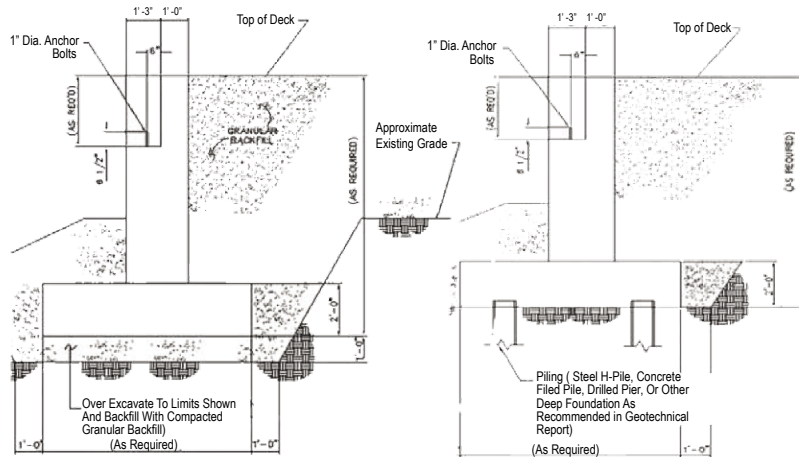 1'-3" 1'-0"
6"
Top of Deck
1" Dia. Anchor
Bolts
(AS REQ'D)
GRANULAR
BACKFILL
6 1/2"
(AS REQUIRED)
Approximate
Existing Grade
2'-0"
1'-0"
Over Excavate To Limits Shown
And Backfill With Compacted
Granular Backfill)
1'-0"
(As Required)
1'-0"
1'-3" 1'-0"
6"
Top of Deck
1" Dia. Anchor
Bolts
(AS REQ'D)
6 1/2"
(AS REQUIRED)
2'-0"
Piling ( Steel H-Pile, Concrete
Filed Pile, Drilled Pier, Or Other
Deep Foundation As
Recommended in Geotechnical
Report)
(As Required)
1'-0"